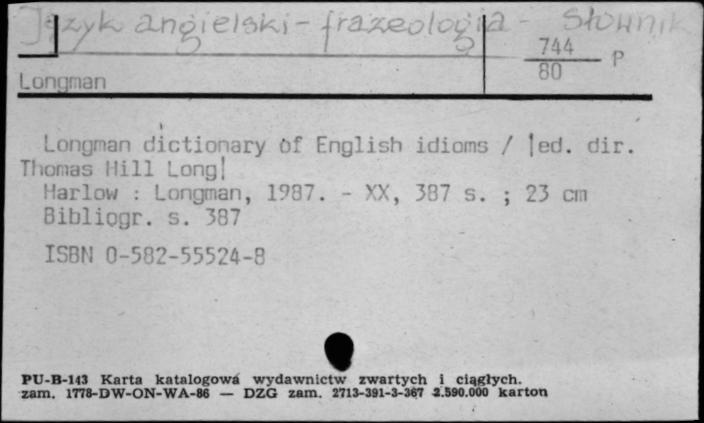 Język angielski - frazeologia - Słownik
744
80 P
Longman
Longman dictionary of English idioms / |ed. dir.
Thomas Hill Long|
Harlow : Longman, 1987. - XX, 387 s. ; 23 cm
Bibliogr. s. 387
ISBN 0-582-55524-8
PU-B-143 Karta katalogowa wydawnictw zwartych i ciągłych.
zam. 1778-DW-ON-WA-86 — DZG zam. 2713-391-3-367 2.590.000 karton